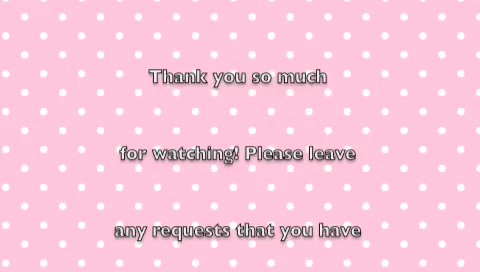 Thank you so much
for watching! Please leave
any requests that you have